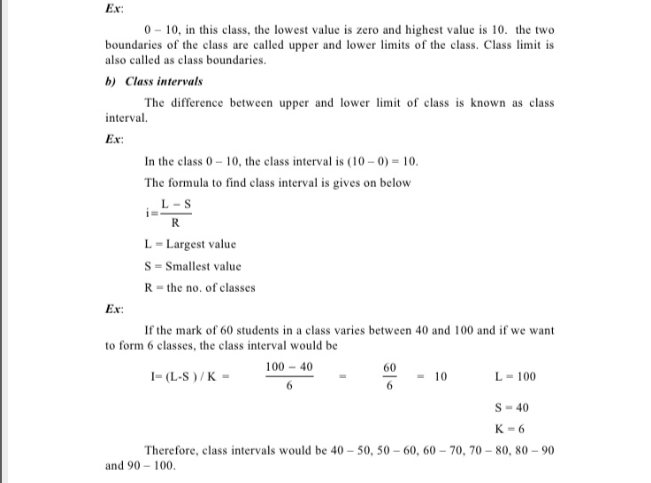 Ex:
0 – 10, in this class, the lowest value is zero and highest value is 10. the two
boundaries of the class are called upper and lower limits of the class. Class limit is
also called as class boundaries.
b) Class intervals
The difference between upper and lower limit of class is known as class
interval.
Ex:
In the class 0 – 10, the class interval is (10 – 0) = 10.
The formula to find class interval is gives on below
i= L – S / R
L = Largest value
S = Smallest value
R = the no. of classes
Ex:
If the mark of 60 students in a class varies between 40 and 100 and if we want
to form 6 classes, the class interval would be
I= (L-S ) / K = 100 – 40 / 6 = 60 / 6 = 10 L = 100
S = 40
K = 6
Therefore, class intervals would be 40 – 50, 50 – 60, 60 – 70, 70 – 80, 80 – 90
and 90 – 100.